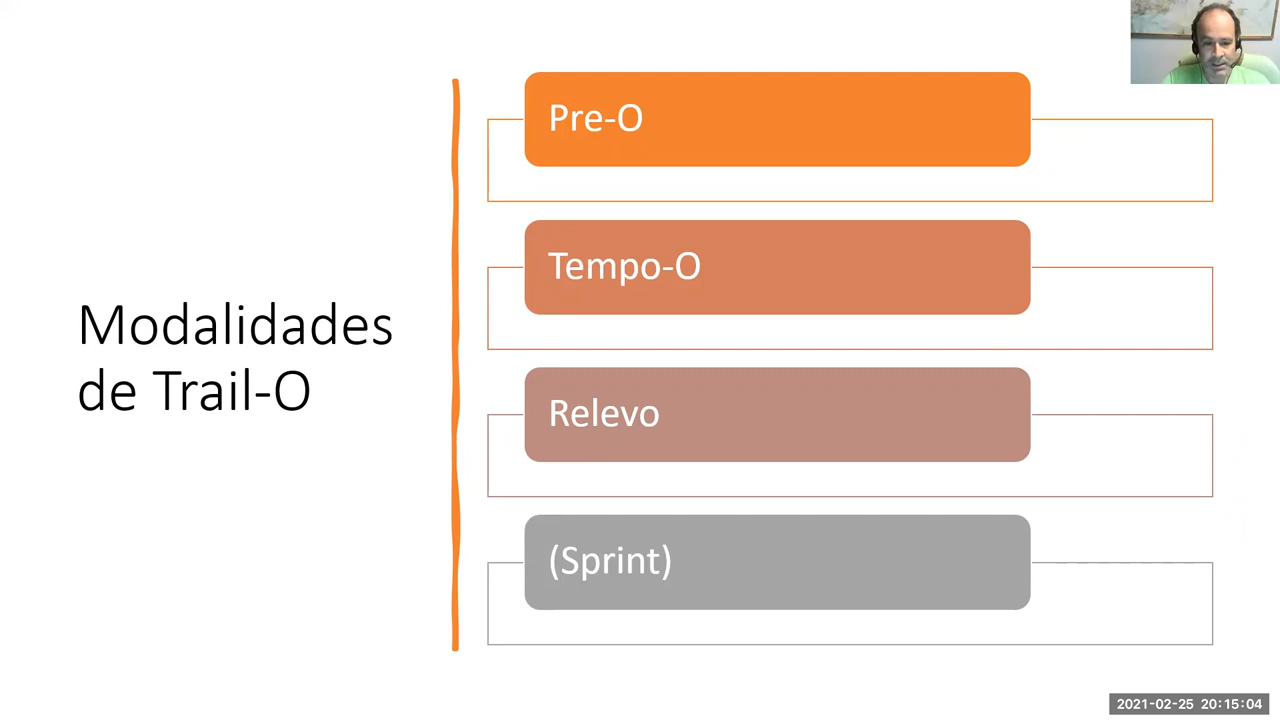 Modalidades
de Trail-O
Pre-O
Tempo-O
Relevo
(Sprint)
2021-02-25 20:15:04